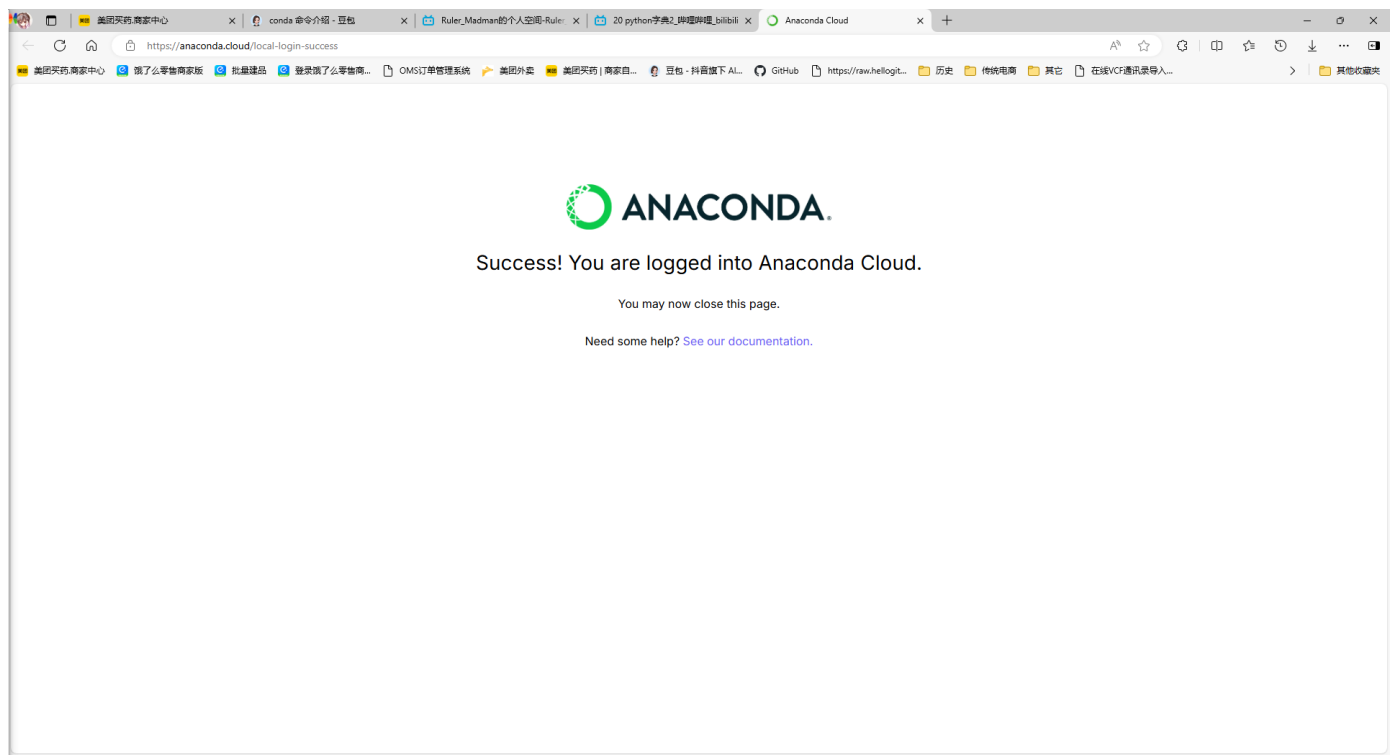 美团买药.商家中心
conda 命令介绍 - 豆包
Ruler_Madman的个人空间-Ruler_
20 python字典2_哔哩哔哩_bilibili
Anaconda Cloud
https://anaconda.cloud/local-login-success
美团买药.商家中心
饿了么零售商家版
批量建品
登录饿了么零售商...
OMS订单管理系统
美团外卖
美团买药 | 商家自...
豆包 - 抖音旗下 AI...
GitHub
https://raw.hellogit...
历史
传统电商
其它
在线VCF通讯录导入...
其他收藏夹
ANACONDA.
Success! You are logged into Anaconda Cloud.
You may now close this page.
Need some help? See our documentation.